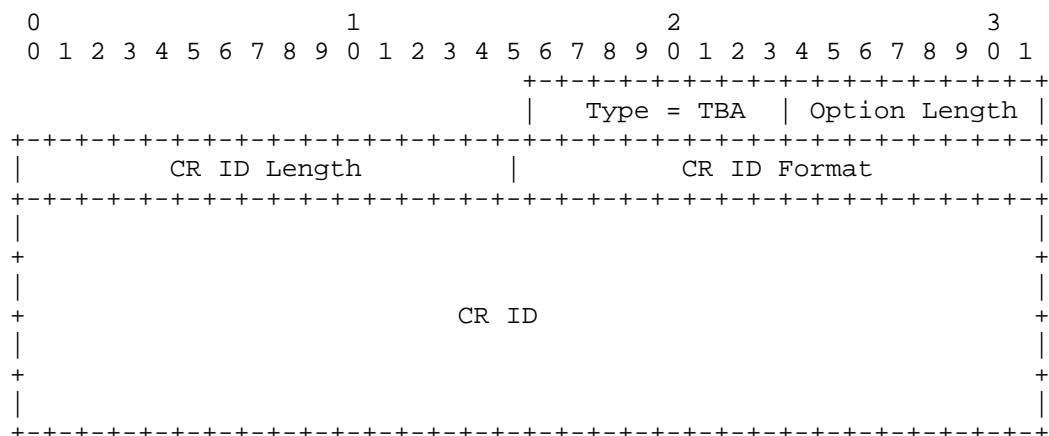 0                   1                   2                   3
 0 1 2 3 4 5 6 7 8 9 0 1 2 3 4 5 6 7 8 9 0 1 2 3 4 5 6 7 8 9 0 1
                                +-+-+-+-+-+-+-+-+-+-+-+-+-+-+-+-+
                                |   Type = TBA  | Option Length |
+-+-+-+-+-+-+-+-+-+-+-+-+-+-+-+-+-+-+-+-+-+-+-+-+-+-+-+-+-+-+-+-+
|         CR ID Length          |          CR ID Format         |
+-+-+-+-+-+-+-+-+-+-+-+-+-+-+-+-+-+-+-+-+-+-+-+-+-+-+-+-+-+-+-+-+
|                                                               |
+                                                               +
|                                                               |
+                           CR ID                               +
|                                                               |
+                                                               +
|                                                               |
+-+-+-+-+-+-+-+-+-+-+-+-+-+-+-+-+-+-+-+-+-+-+-+-+-+-+-+-+-+-+-+-+